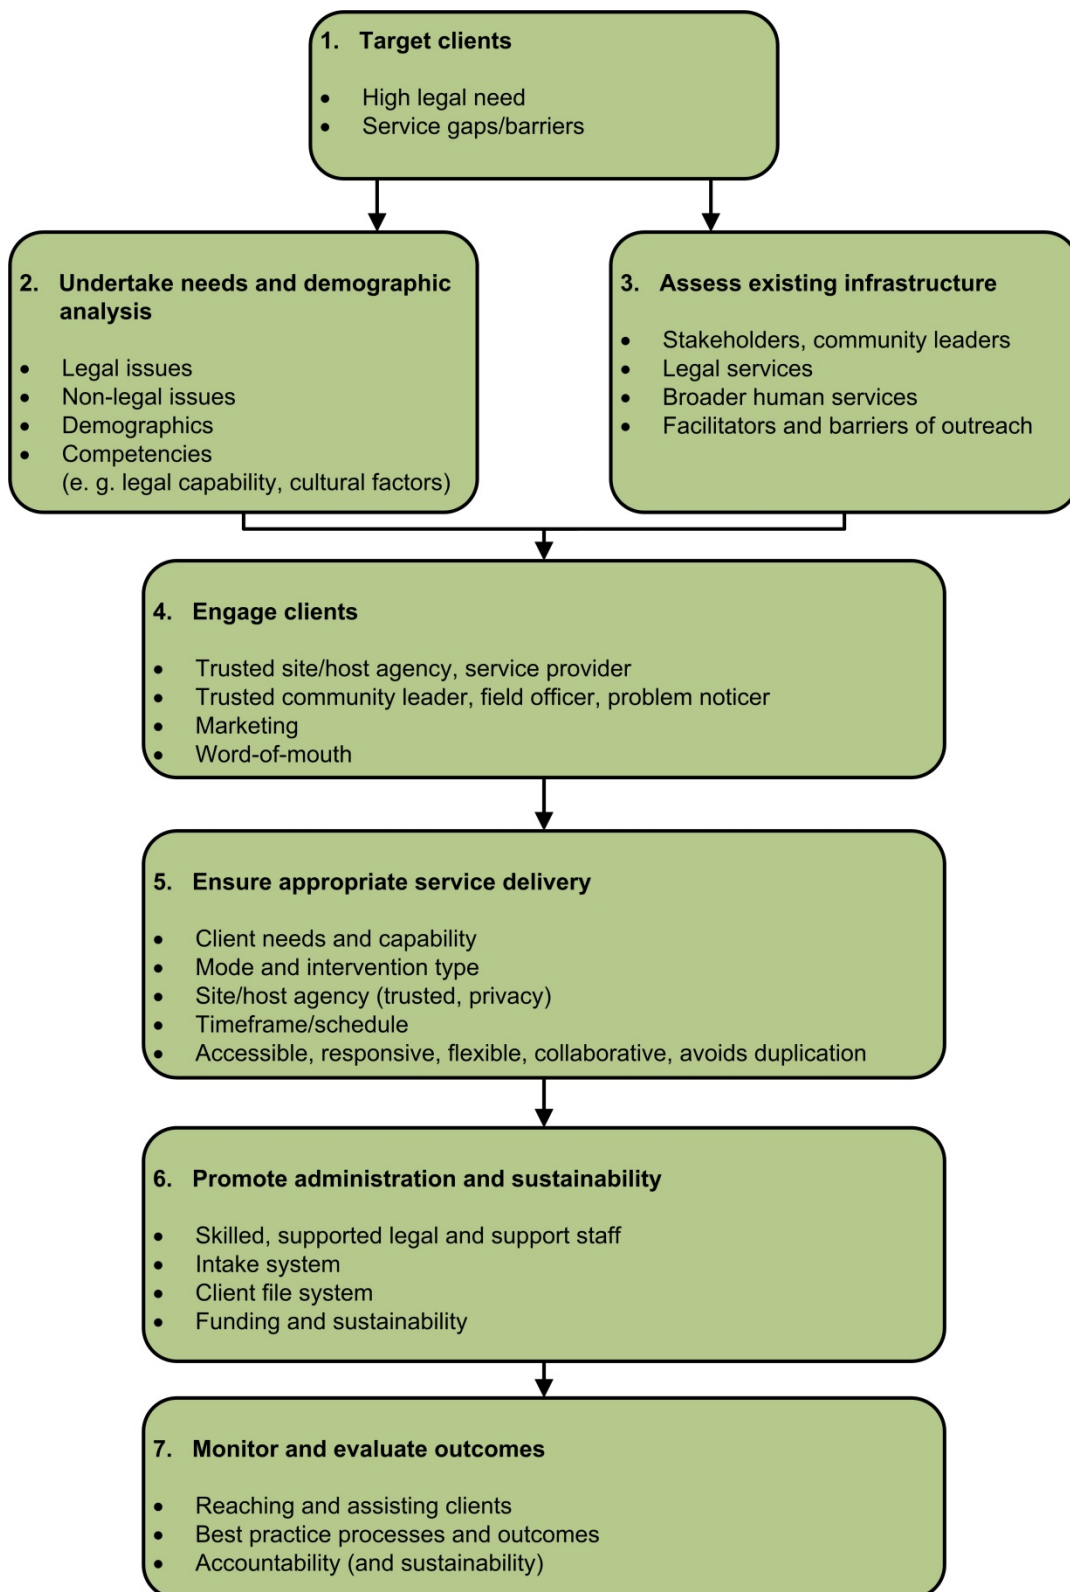 1. Target clients
• High legal need
• Service gaps/barriers
2. Undertake needs and demographic
analysis
• Legal issues
• Non-legal issues
• Demographics
• Competencies
(e. g. legal capability, cultural factors)
3. Assess existing infrastructure
• Stakeholders, community leaders
• Legal services
• Broader human services
• Facilitators and barriers of outreach
4. Engage clients
• Trusted site/host agency, service provider
• Trusted community leader, field officer, problem noticer
• Marketing
• Word-of-mouth
5. Ensure appropriate service delivery
• Client needs and capability
• Mode and intervention type
• Site/host agency (trusted, privacy)
• Timeframe/schedule
• Accessible, responsive, flexible, collaborative, avoids duplication
6. Promote administration and sustainability
• Skilled, supported legal and support staff
• Intake system
• Client file system
• Funding and sustainability
7. Monitor and evaluate outcomes
• Reaching and assisting clients
• Best practice processes and outcomes
• Accountability (and sustainability)